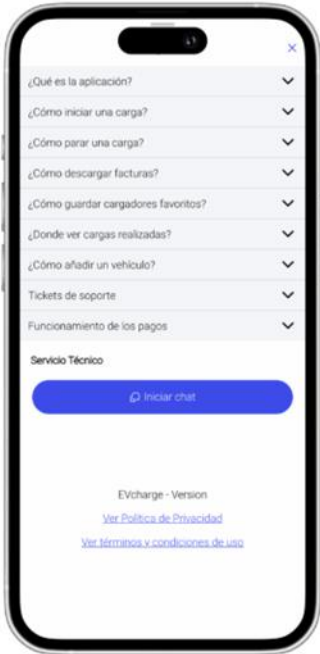 ¿Qué es la aplicación?
¿Cómo iniciar una carga?
¿Cómo parar una carga?
¿Cómo descargar facturas?
¿Cómo guardar cargadores favoritos?
¿Donde ver cargas realizadas?
¿Cómo añadir un vehículo?
Tickets de soporte
Funcionamiento de los pagos
Servicio Técnico
Iniciar chat
EVcharge - Version
Ver Política de Privacidad
Ver términos y condiciones de uso